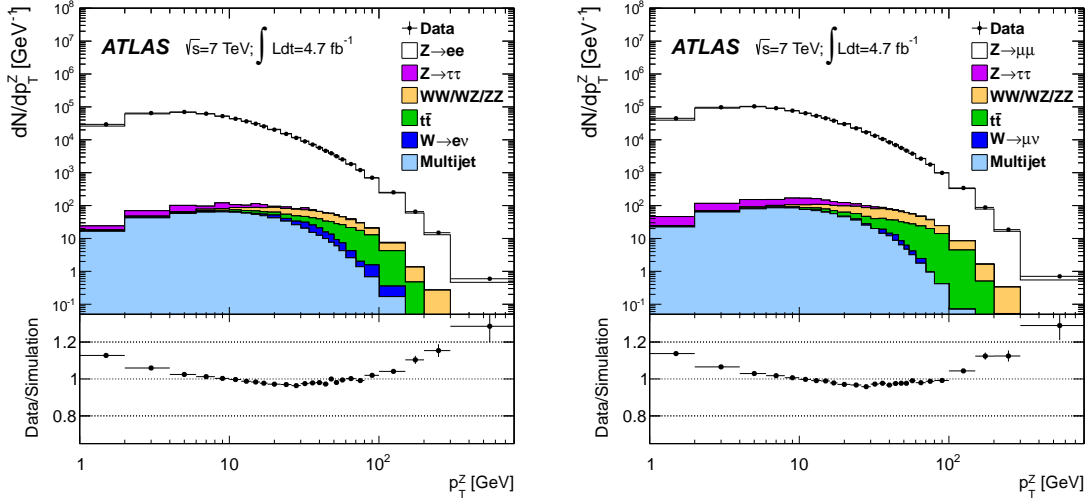 dN/dp_T^Z [GeV^-1]
10^8
10^7
10^6
10^5
10^4
10^3
10^2
10
1
10^-1
ATLAS
√s=7 TeV; ∫ Ldt=4.7 fb^-1
Data
Z→ee
Z→ττ
WW/WZ/ZZ
tt̄
W→eν
Multijet
Data/Simulation
1.2
1
0.8
1 10 10^2
p_T^Z [GeV]
dN/dp_T^Z [GeV^-1]
10^8
10^7
10^6
10^5
10^4
10^3
10^2
10
1
10^-1
ATLAS
√s=7 TeV; ∫ Ldt=4.7 fb^-1
Data
Z→μμ
Z→ττ
WW/WZ/ZZ
tt̄
W→μν
Multijet
Data/Simulation
1.2
1
0.8
1 10 10^2
p_T^Z [GeV]